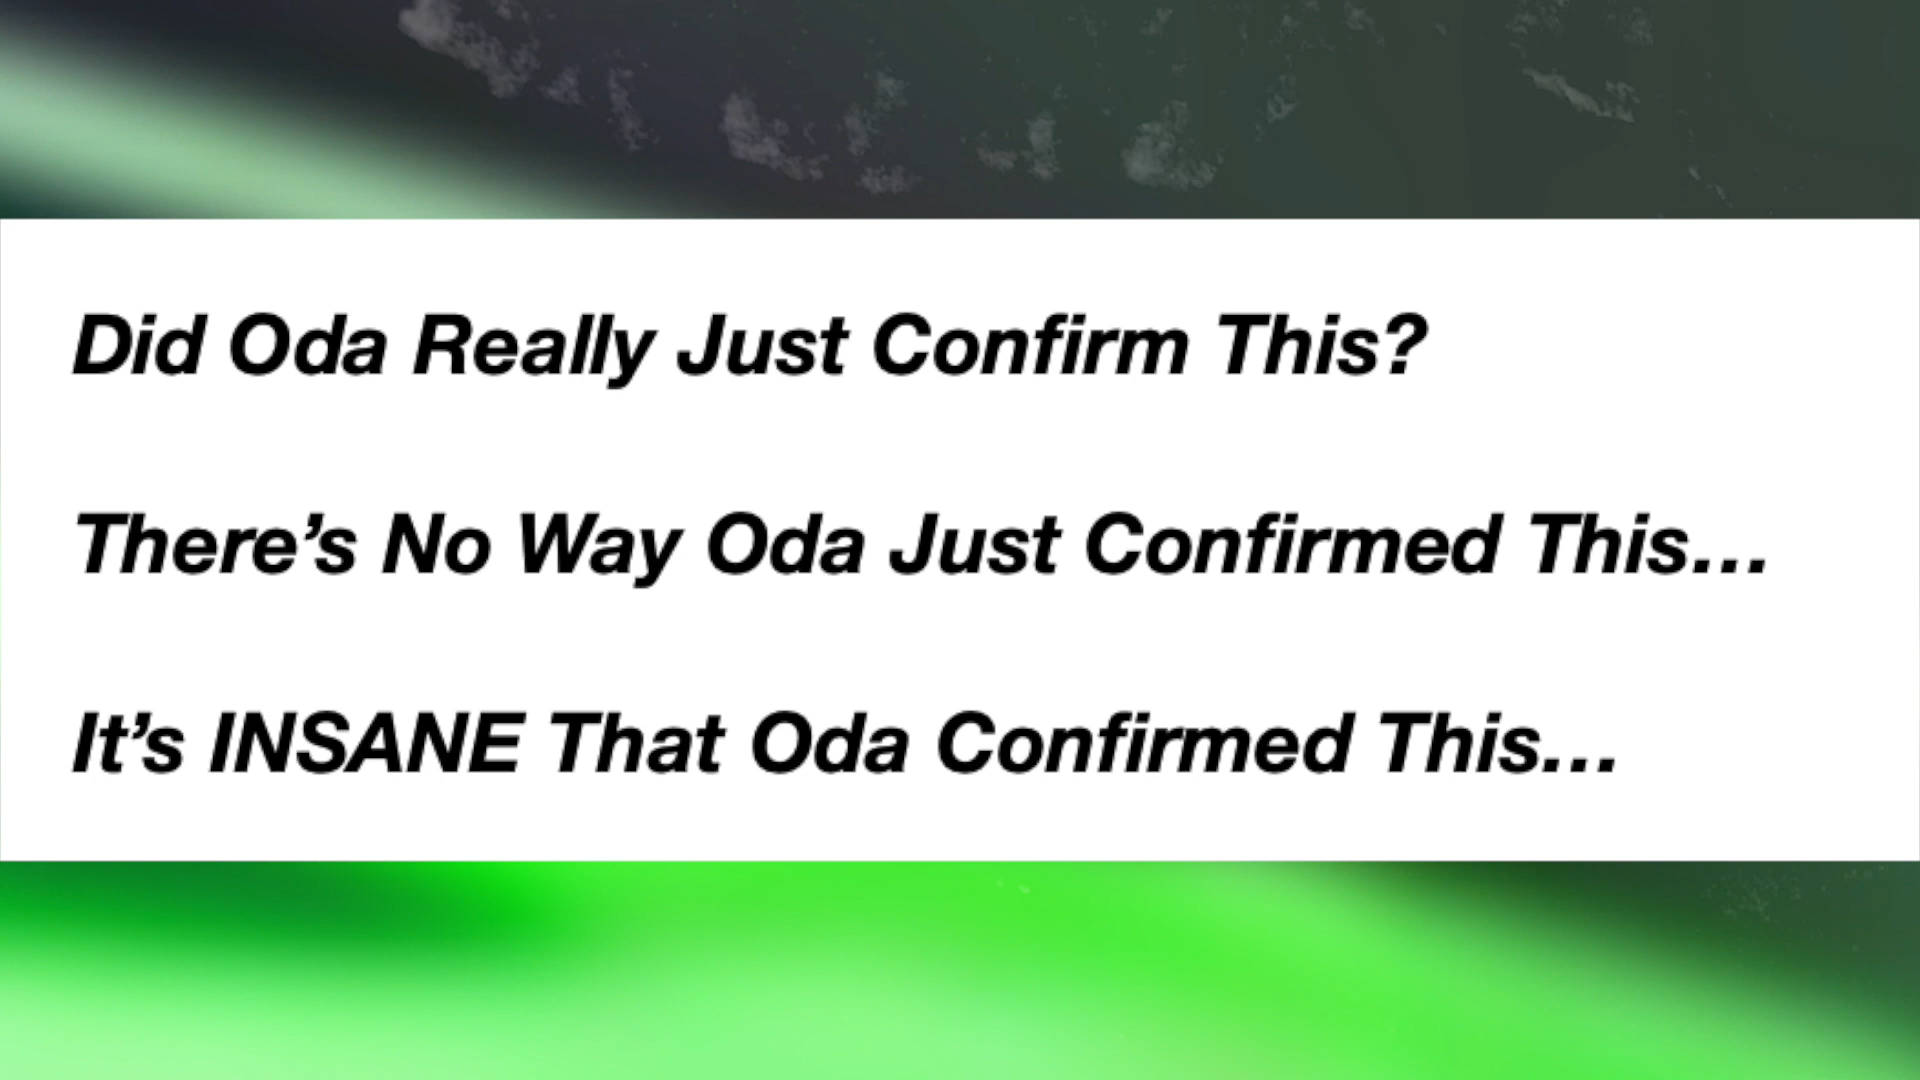 Did Oda Really Just Confirm This?
There’s No Way Oda Just Confirmed This...
It’s INSANE That Oda Confirmed This...